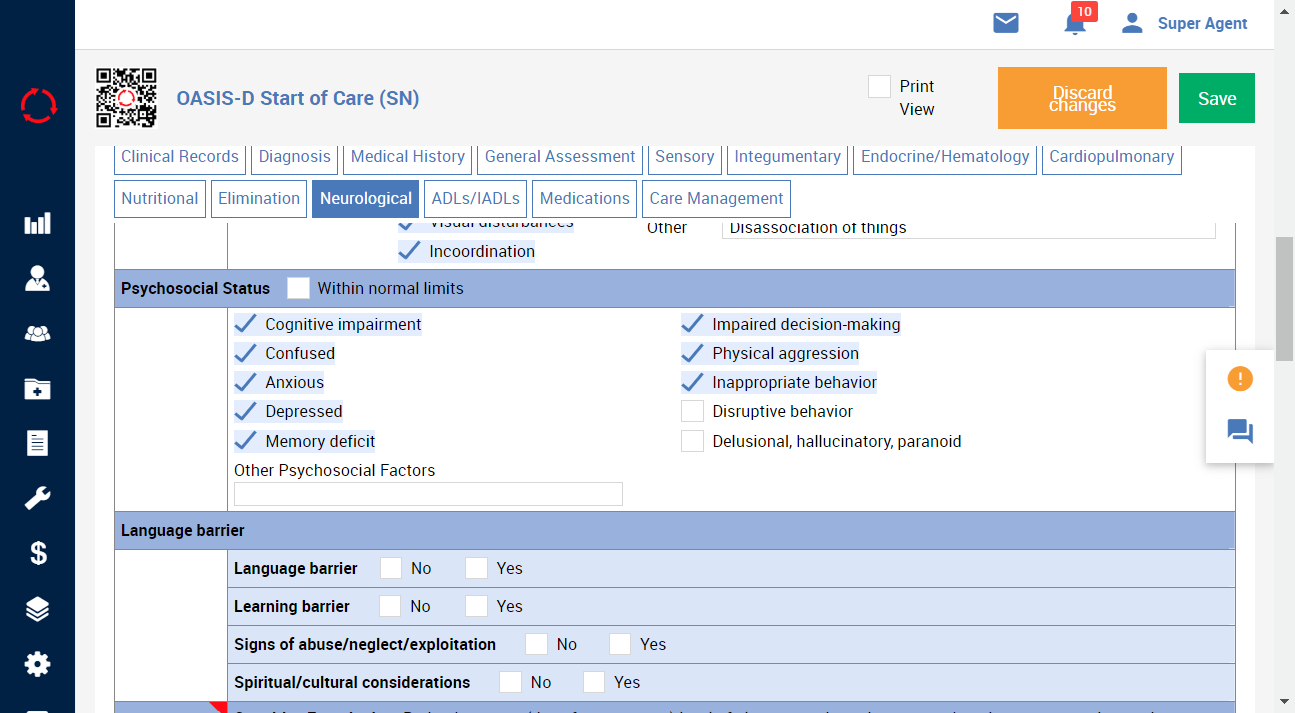 10
Super Agent
OASIS-D Start of Care (SN)
Print
View
Discard
changes
Save
Clinical Records
Diagnosis
Medical History
General Assessment
Sensory
Integumentary
Endocrine/Hematology
Cardiopulmonary
Nutritional
Elimination
Neurological
ADLs/IADLs
Medications
Care Management
Visual disturbances
Other
Disassociation of things
Incoordination
Psychosocial Status
Within normal limits
Cognitive impairment
Impaired decision-making
Confused
Physical aggression
Anxious
Inappropriate behavior
Depressed
Disruptive behavior
Memory deficit
Delusional, hallucinatory, paranoid
Other Psychosocial Factors
Language barrier
Language barrier No Yes
Learning barrier No Yes
Signs of abuse/neglect/exploitation No Yes
Spiritual/cultural considerations No Yes